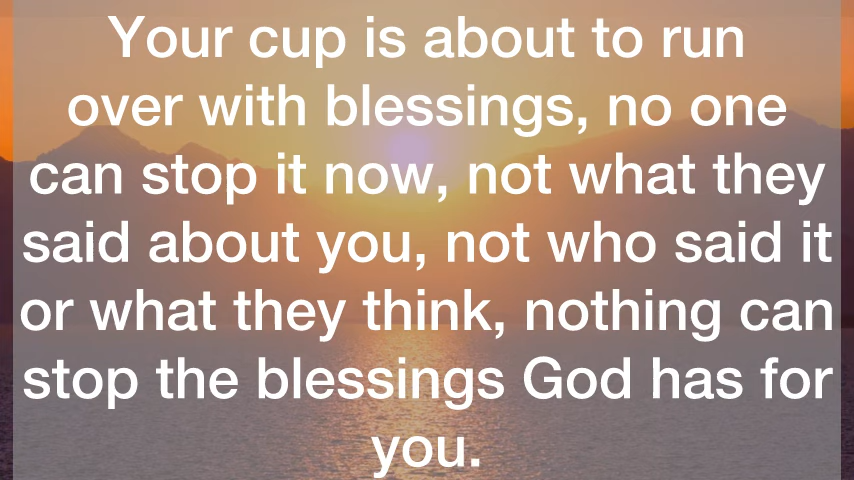 Your cup is about to run
over with blessings, no one
can stop it now, not what they
said about you, not who said it
or what they think, nothing can
stop the blessings God has for
you.